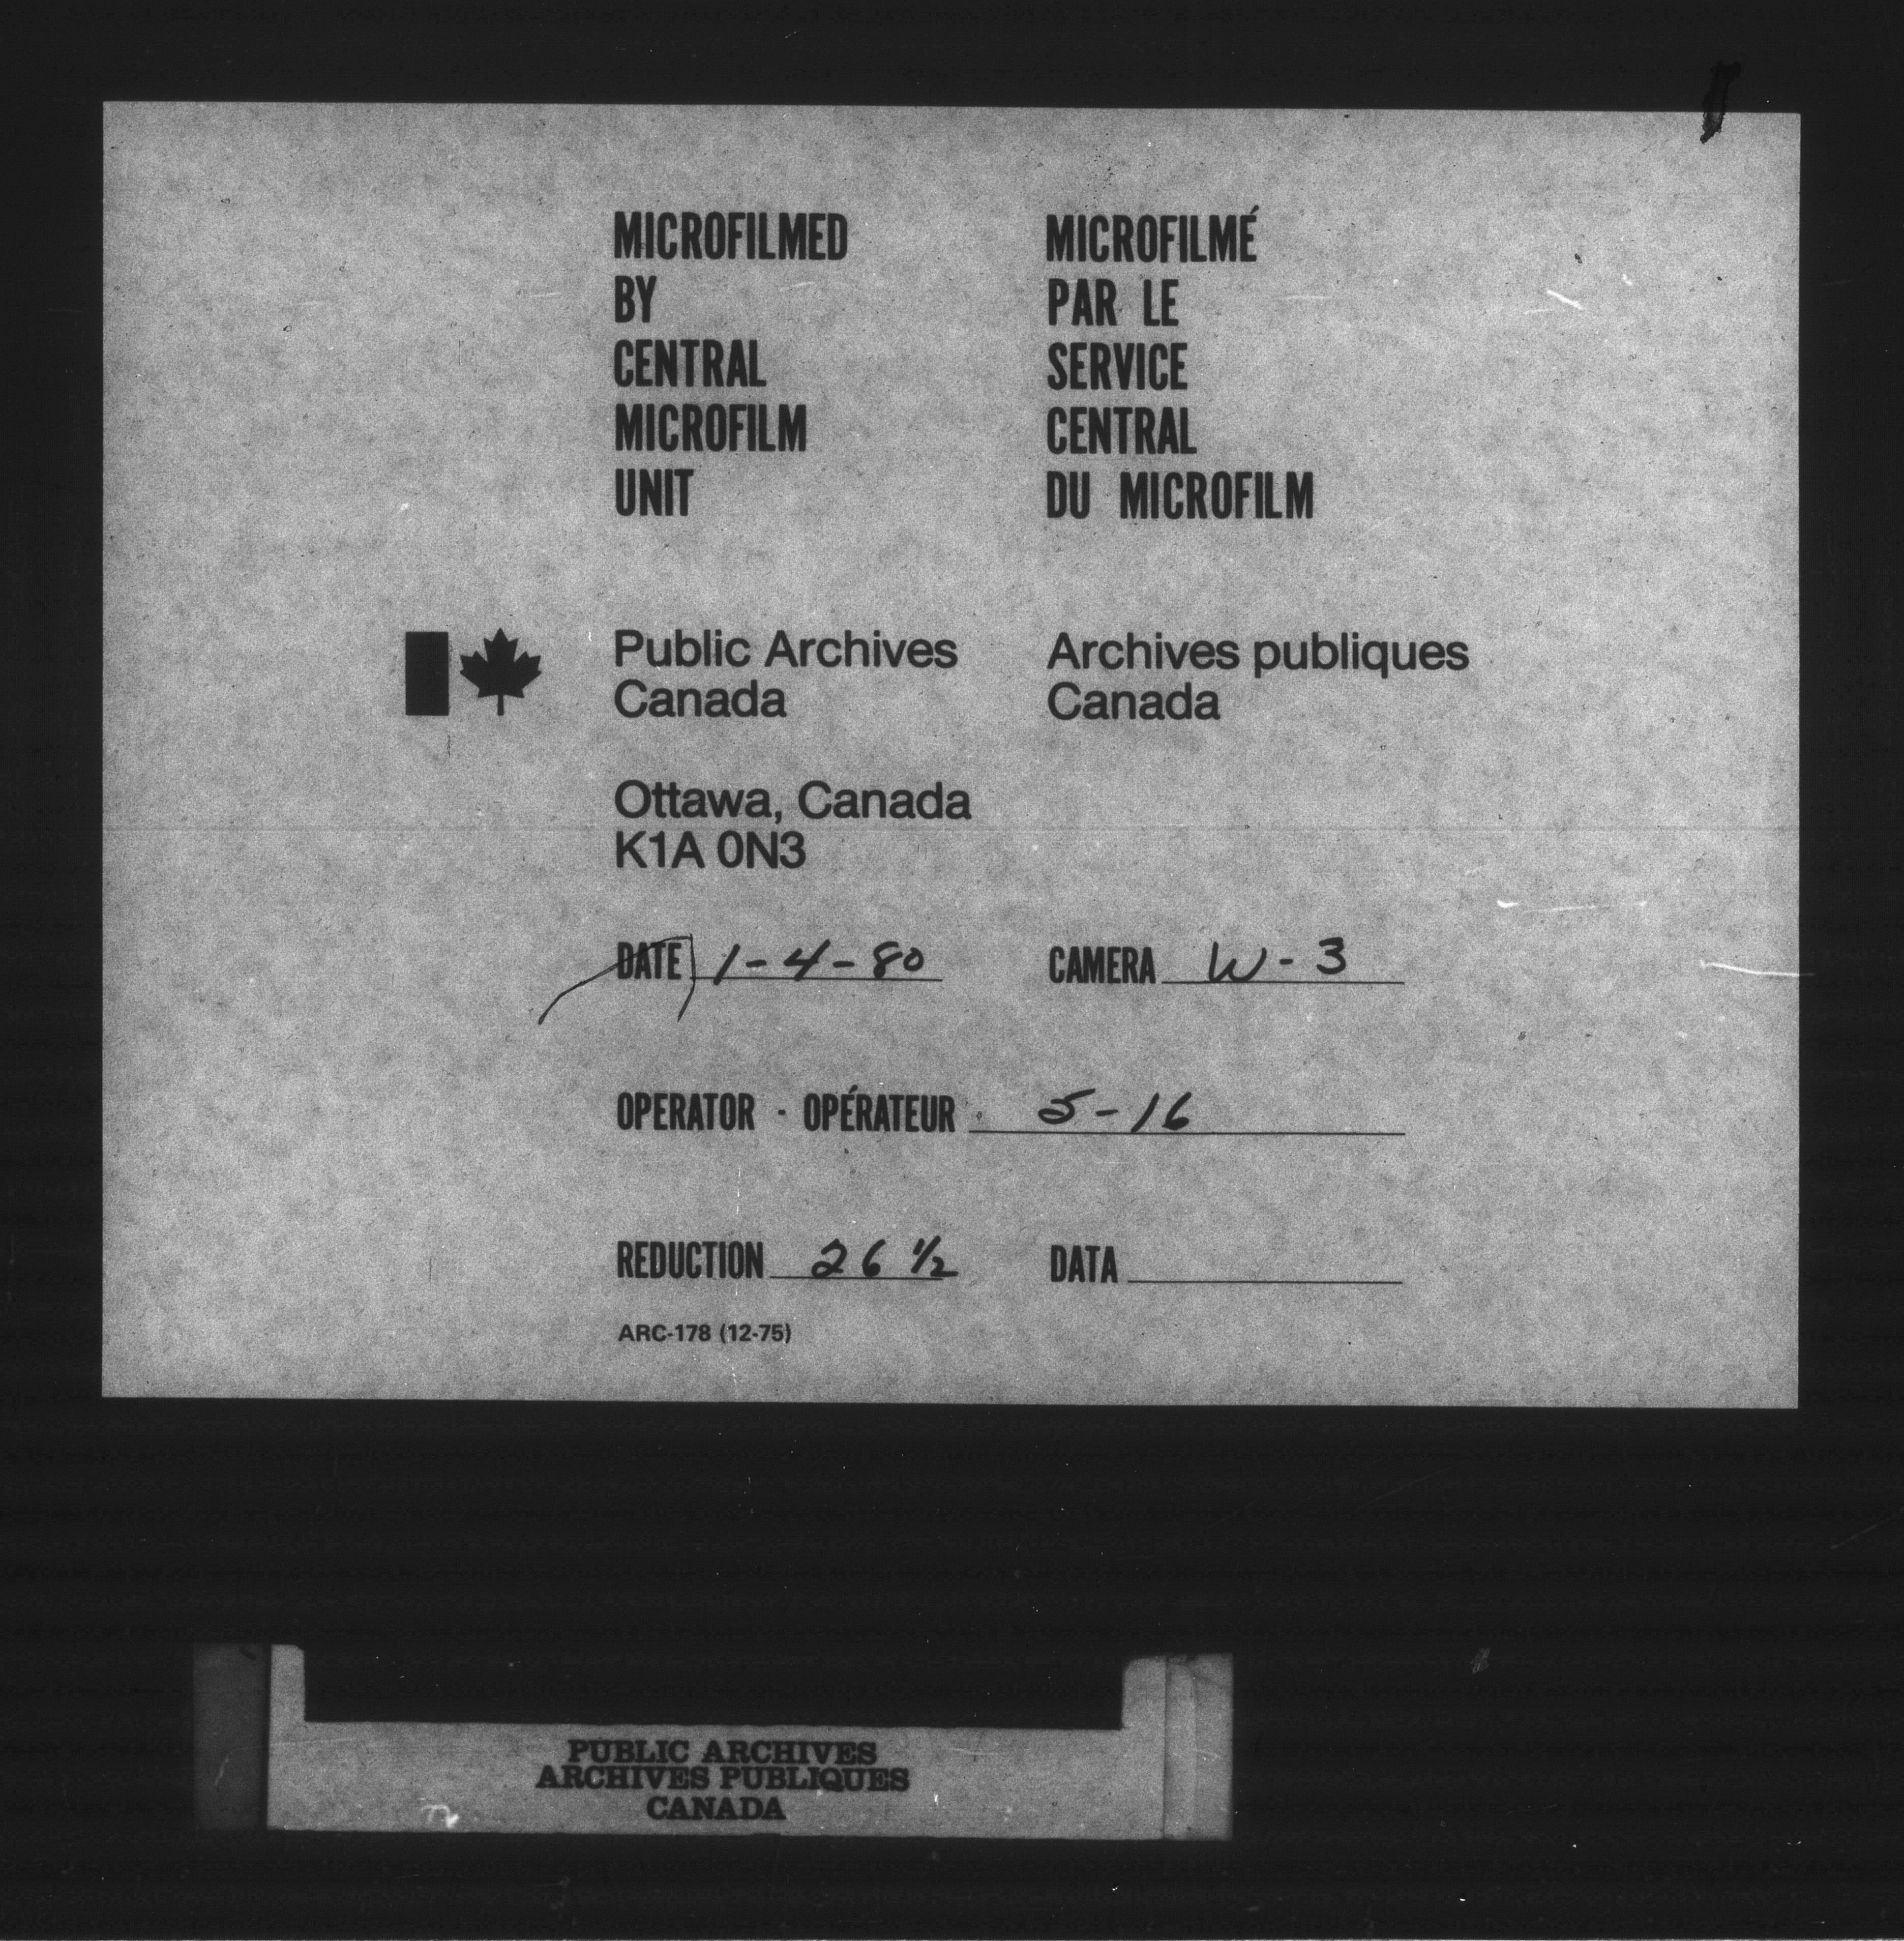 MICROFILMED
BY
CENTRAL
MICROFILM
UNIT
MICROFILMÉ
PAR LE
SERVICE
CENTRAL
DU MICROFILM
Public Archives
Canada
Archives publiques
Canada
Ottawa, Canada
K1A 0N3
DATE 1-4-80
CAMERA W-3
OPERATOR - OPÉRATEUR 5-16
REDUCTION 26 1/2
DATA
ARC-178 (12-75)
PUBLIC ARCHIVES
ARCHIVES PUBLIQUES
CANADA